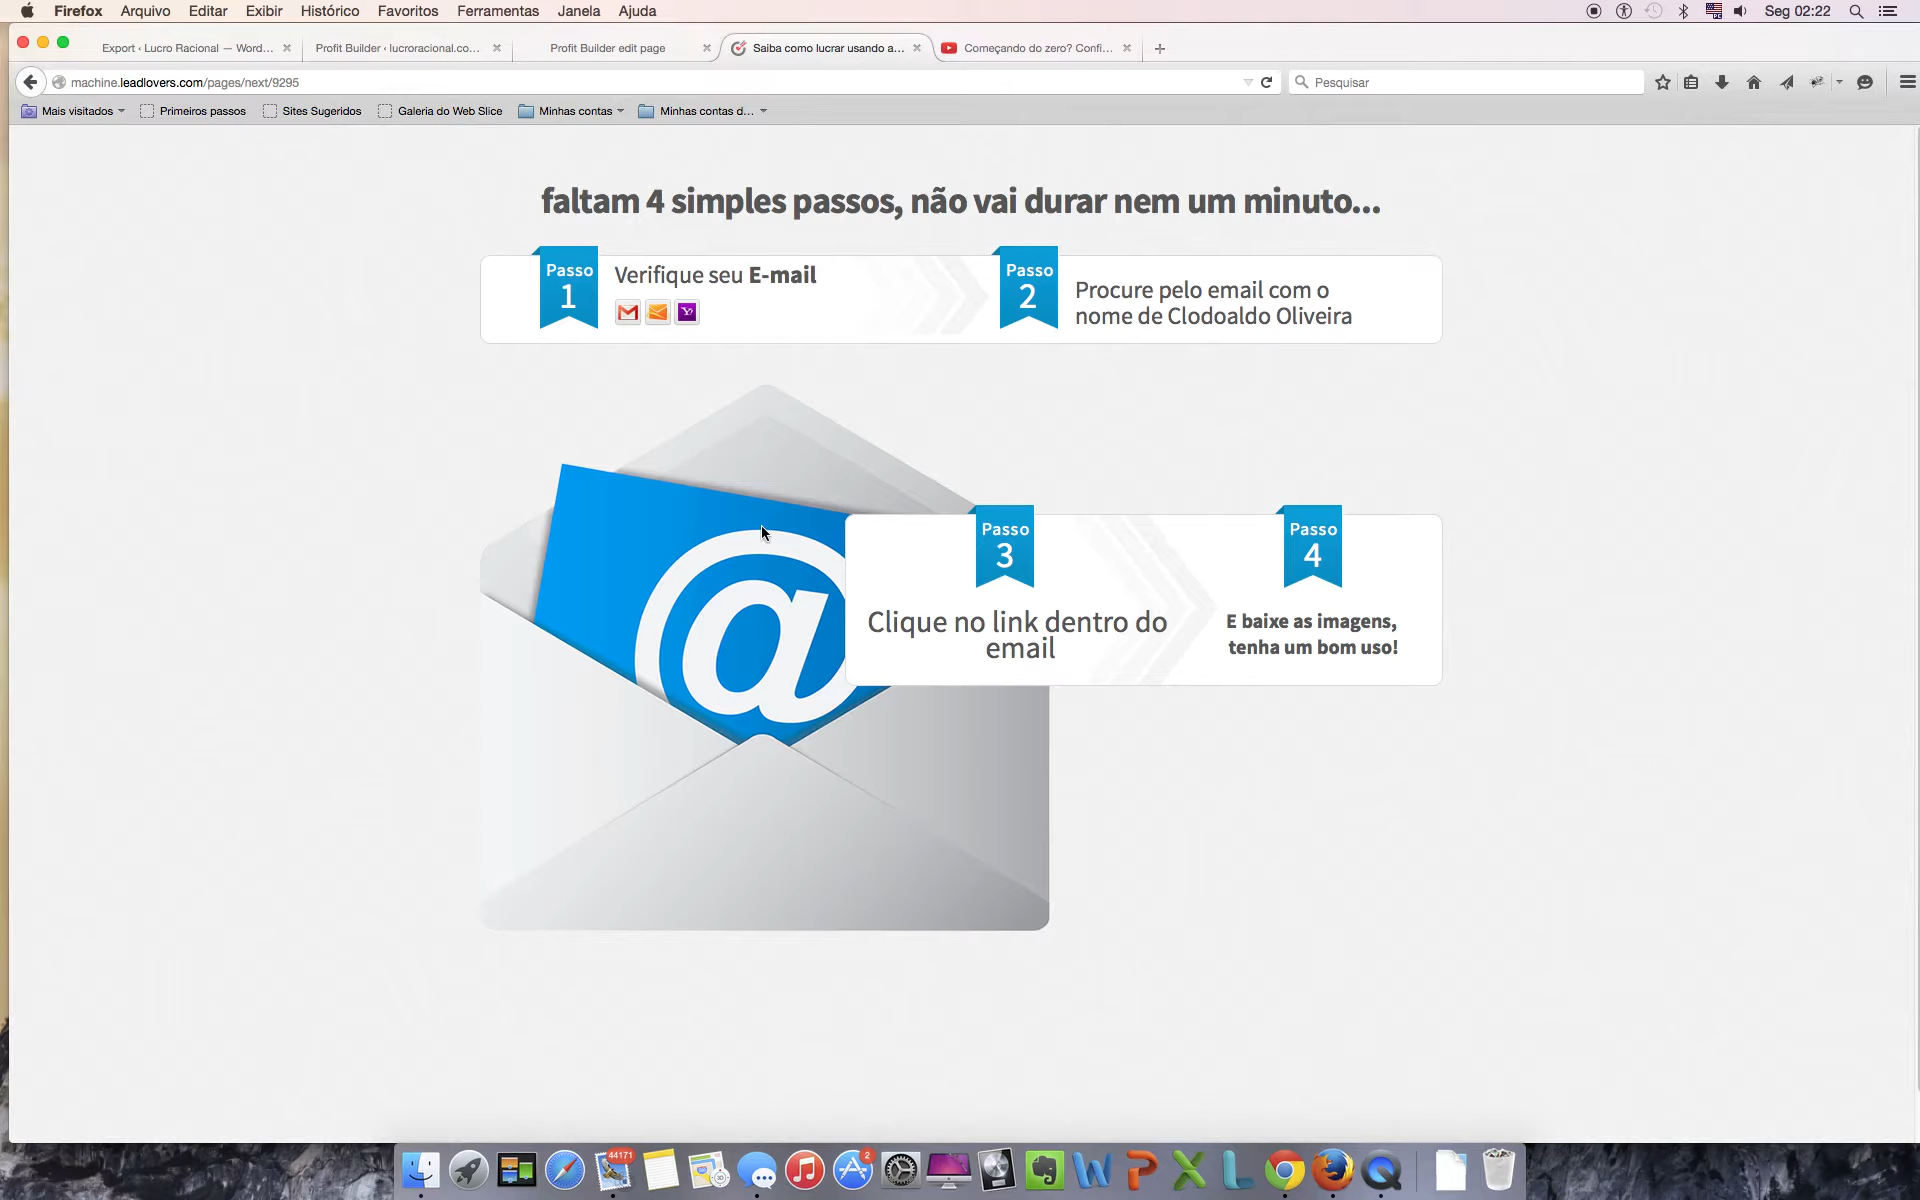 Firefox Arquivo Editar Exibir Histórico Favoritos Ferramentas Janela Ajuda Seg 02:22
Export ‹ Lucro Racional — Word... Profit Builder ‹ lucroracional.co... Profit Builder edit page Saiba como lucrar usando a... Começando do zero? Confi...
machine.leadlovers.com/pages/next/9295 Pesquisar
Mais visitados Primeiros passos Sites Sugeridos Galeria do Web Slice Minhas contas Minhas contas d...
faltam 4 simples passos, não vai durar nem um minuto...
Passo
1
Verifique seu E-mail
Passo
2
Procure pelo email com o
nome de Clodoaldo Oliveira
@
Passo
3
Clique no link dentro do
email
Passo
4
E baixe as imagens,
tenha um bom uso!
44171
2